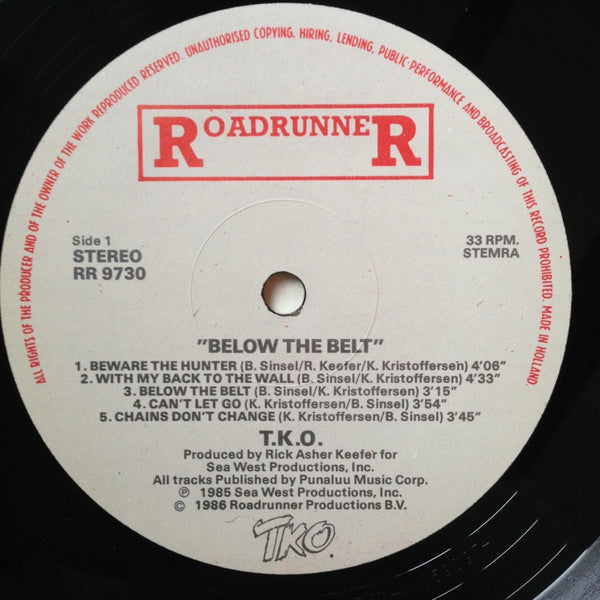 ALL RIGHTS OF THE PRODUCER AND OF THE OWNER OF THE WORK REPRODUCED RESERVED. UNAUTHORISED COPYING. HIRING, LENDING, PUBLIC PERFORMANCE AND BROADCASTING OF THIS RECORD PROHIBITED. MADE IN HOLLAND
ROADRUNNER
Side 1
STEREO
RR 9730
33 RPM.
STEMRA
"BELOW THE BELT"
1. BEWARE THE HUNTER (B. Sinsel/R. Keefer/K. Kristoffersen) 4'06"
2. WITH MY BACK TO THE WALL (B. Sinsel/K. Kristoffersen) 4'33"
3. BELOW THE BELT (B. Sinsel/K. Kristoffersen) 3'15"
4. CAN'T LET GO (K. Kristoffersen/B. Sinsel) 3'54"
5. CHAINS DON'T CHANGE (K. Kristoffersen/B. Sinsel) 3'45"
T.K.O.
Produced by Rick Asher Keefer for
Sea West Productions, Inc.
All tracks Published by Punaluu Music Corp.
℗ 1985 Sea West Productions, Inc.
© 1986 Roadrunner Productions B.V.
TKO.